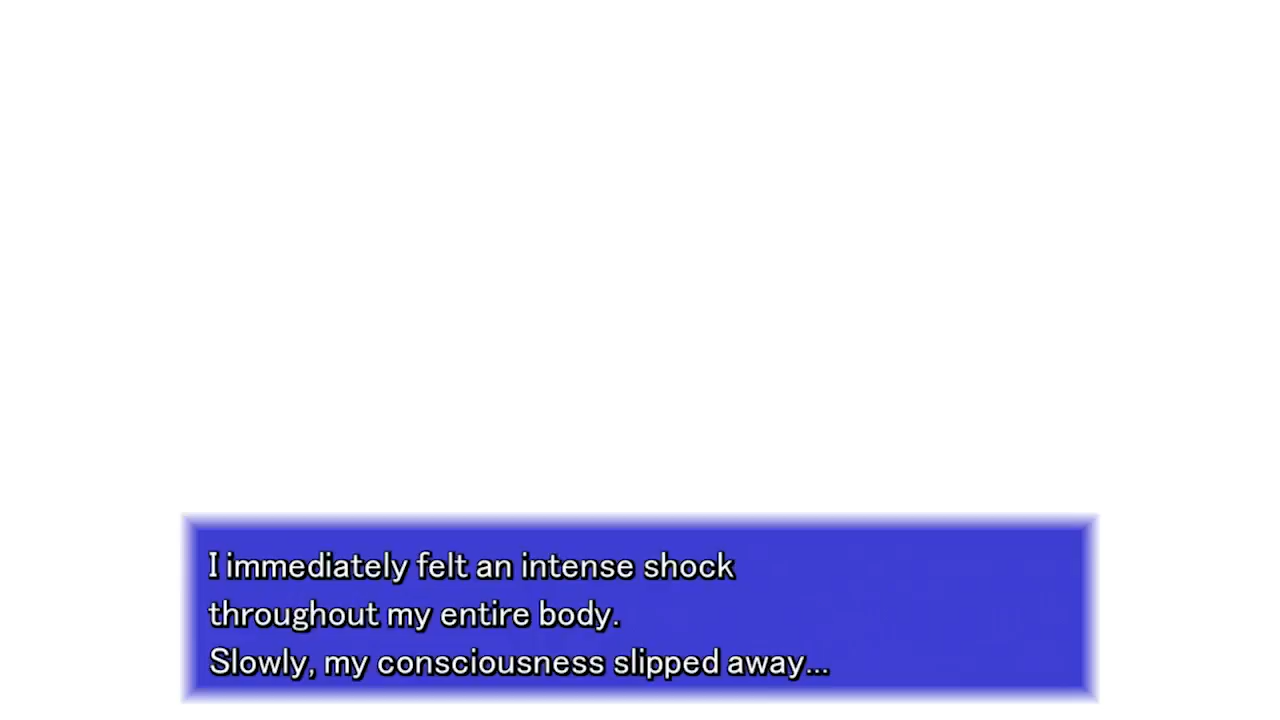 I immediately felt an intense shock
throughout my entire body.
Slowly, my consciousness slipped away...